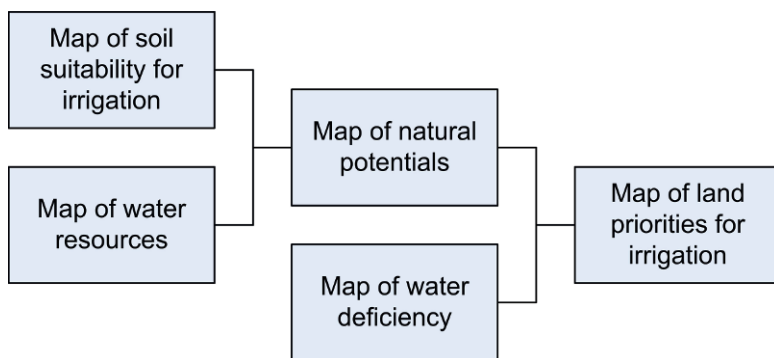 Map of soil
suitability for
irrigation
Map of water
resources
Map of natural
potentials
Map of water
deficiency
Map of land
priorities for
irrigation